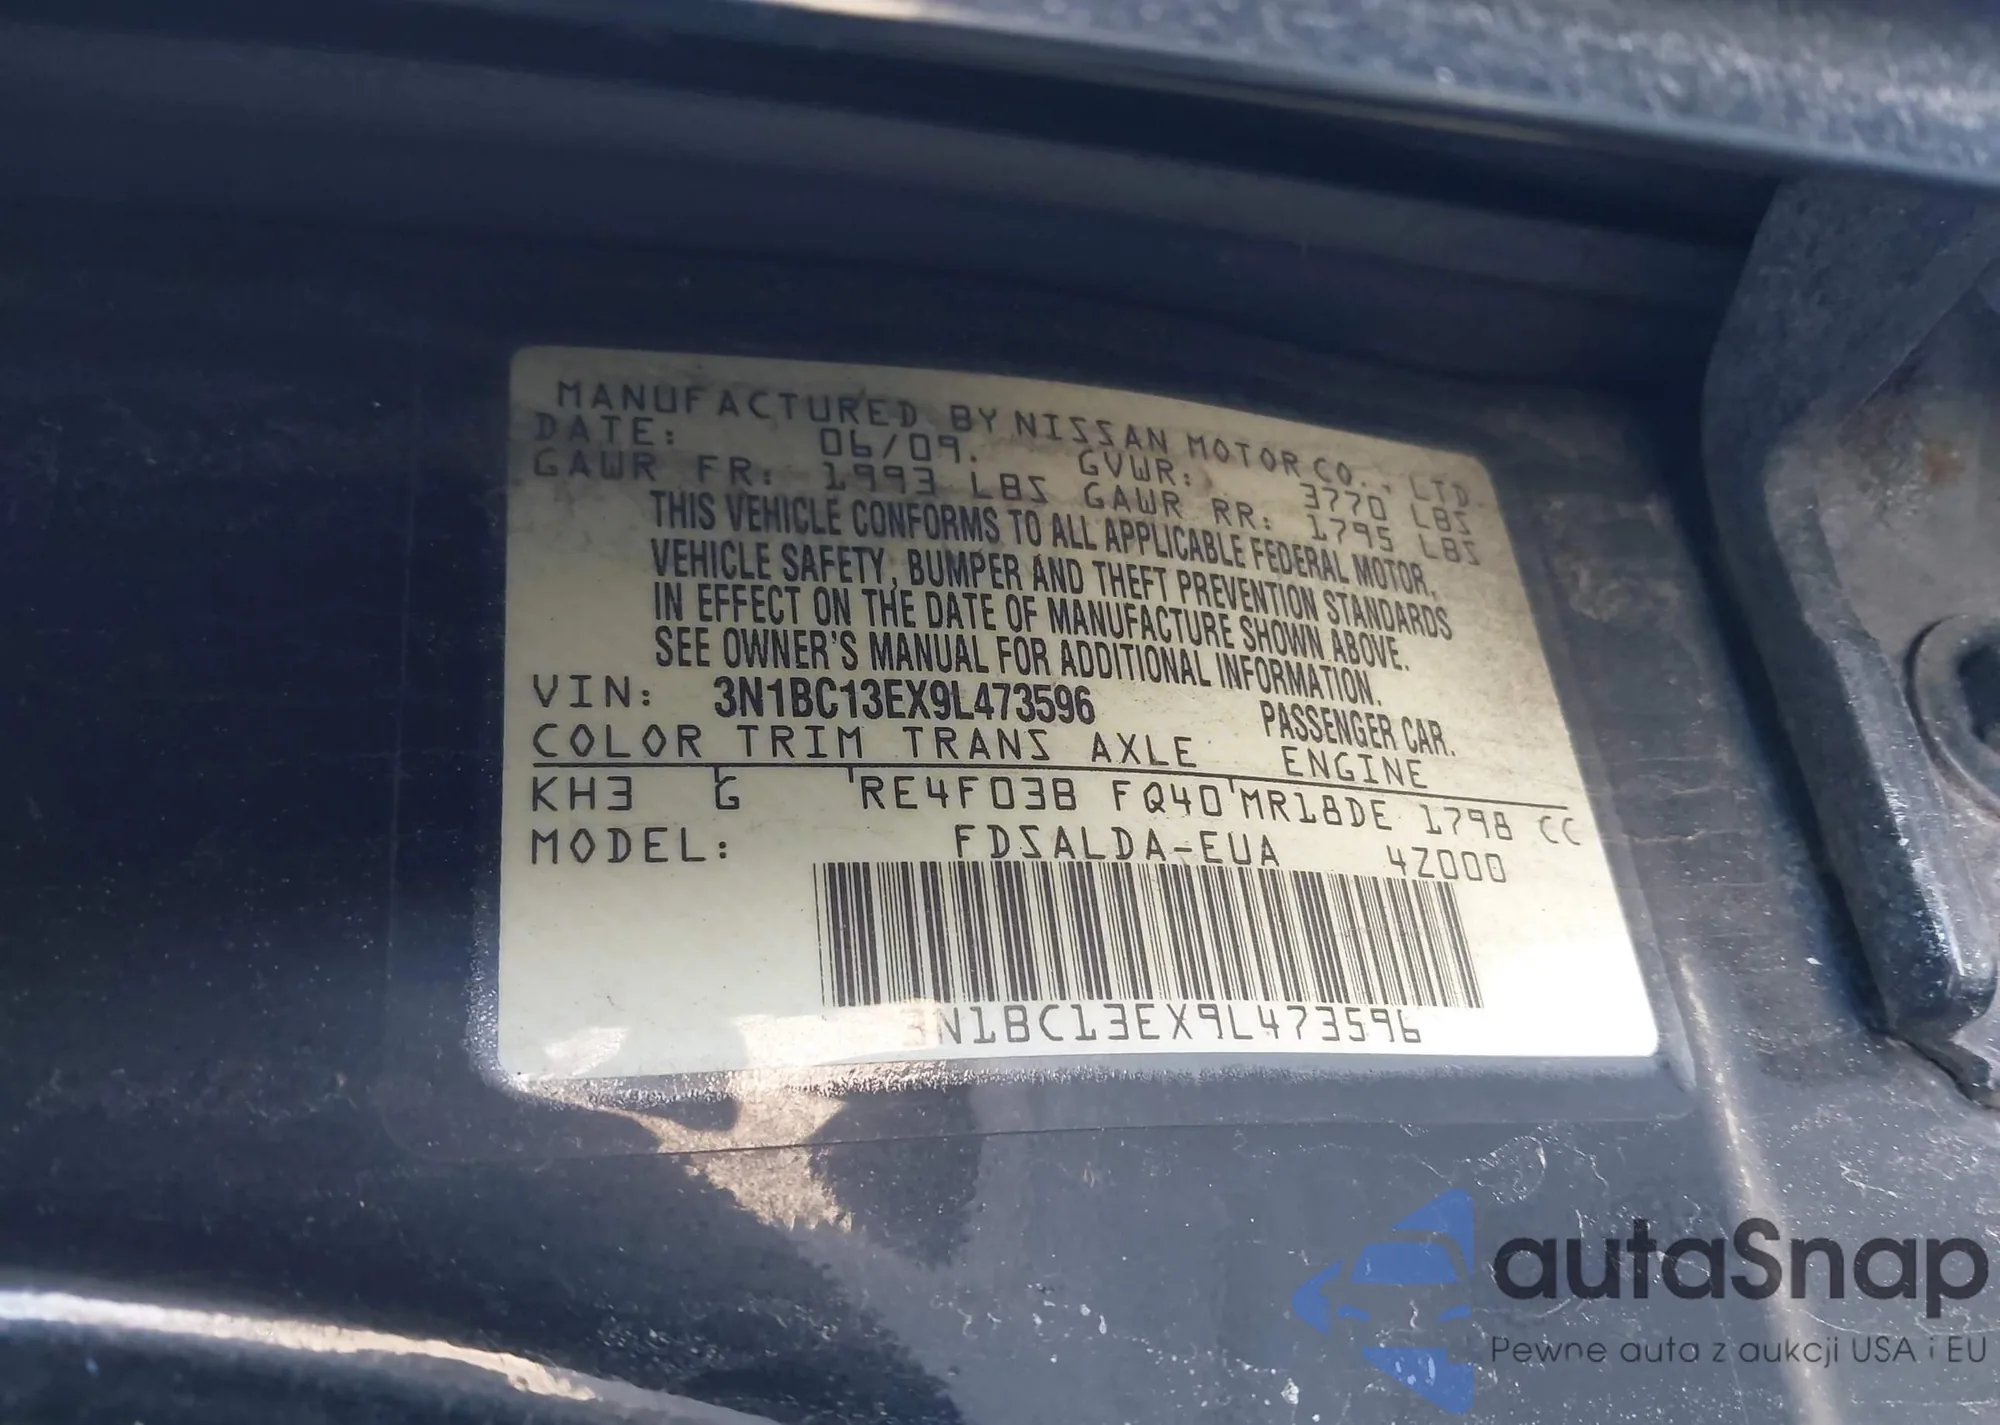 MANUFACTURED BY NISSAN MOTOR CO., LTD
DATE: 06/09. GVWR: 3770 LBS
GAWR FR: 1993 LBS GAWR RR: 1795 LBS
THIS VEHICLE CONFORMS TO ALL APPLICABLE FEDERAL MOTOR,
VEHICLE SAFETY, BUMPER AND THEFT PREVENTION STANDARDS
IN EFFECT ON THE DATE OF MANUFACTURE SHOWN ABOVE.
SEE OWNER'S MANUAL FOR ADDITIONAL INFORMATION.
VIN: 3N1BC13EX9L473596 PASSENGER CAR.
COLOR TRIM TRANS AXLE ENGINE
KH3 G RE4F03B FQ40 MR18DE 1798 CC
MODEL: FDSALDA-EUA 4Z000
3N1BC13EX9L473596
autaSnap
Pewne auta z aukcji USA i EU